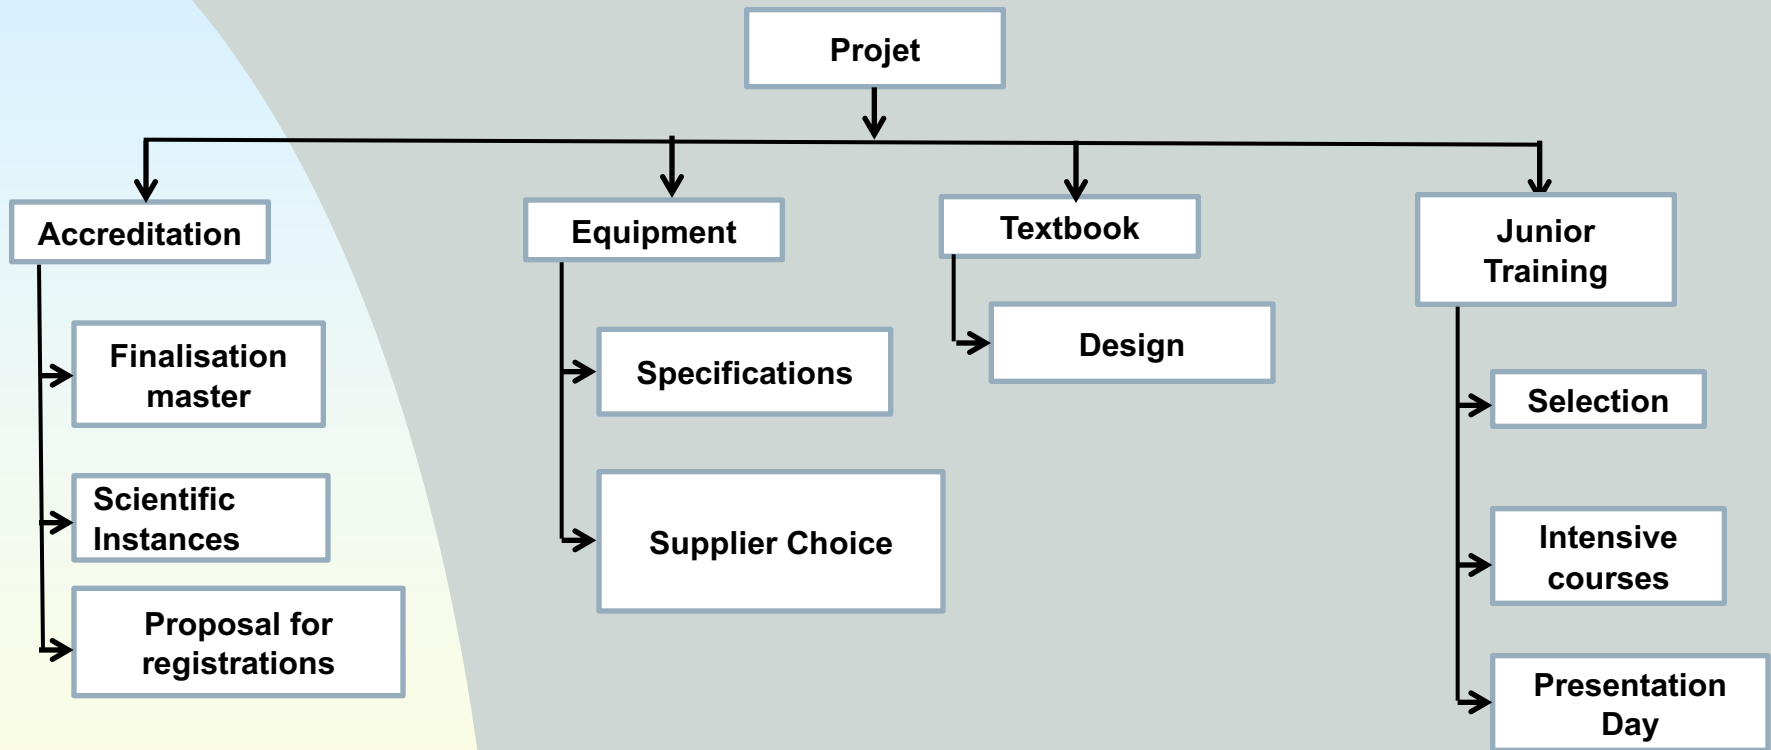 Projet
Accreditation
Equipment
Textbook
Junior
Training
Finalisation
master
Specifications
Design
Selection
Scientific
Instances
Supplier Choice
Intensive
courses
Proposal for
registrations
Presentation
Day